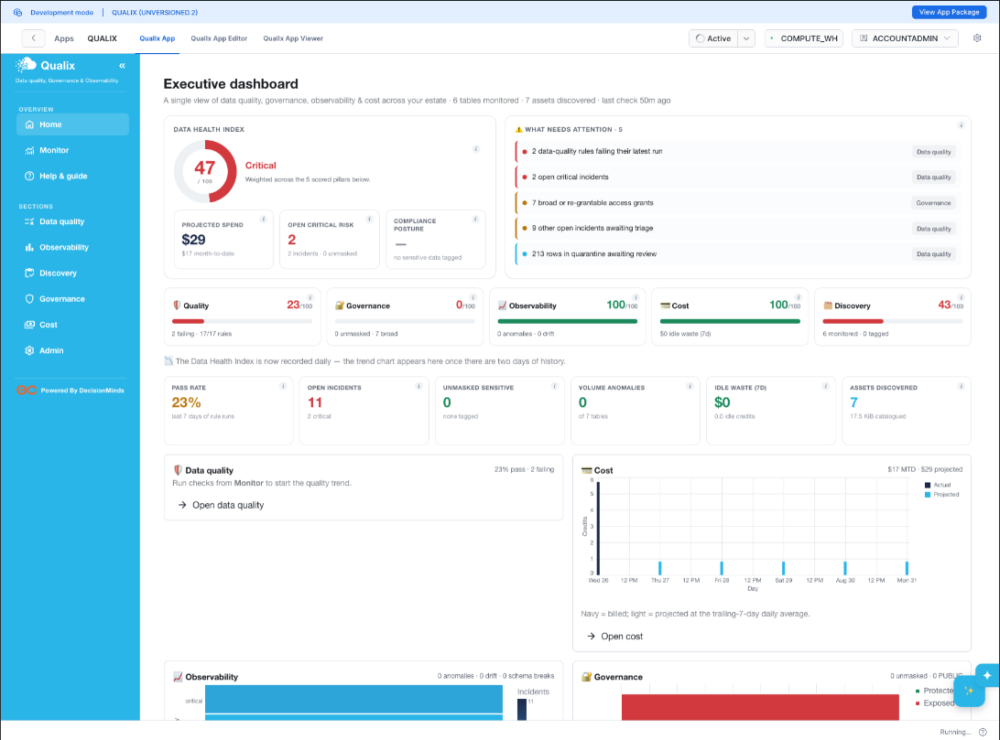 Development mode | QUALIX (UNVERSIONED.2)
View App Package
Apps QUALIX
Qualix App
Qualix App Editor
Qualix App Viewer
Active
COMPUTE_WH
ACCOUNTADMIN
Qualix
«
Data quality, Governance & Observability
OVERVIEW
Home
Monitor
Help & guide
SECTIONS
Data quality
Observability
Discovery
Governance
Cost
Admin
Powered By DecisionMinds
Executive dashboard
A single view of data quality, governance, observability & cost across your estate · 6 tables monitored · 7 assets discovered · last check 50m ago
DATA HEALTH INDEX
47
/ 100
Critical
Weighted across the 5 scored pillars below.
PROJECTED SPEND
$29
$17 month-to-date
OPEN CRITICAL RISK
2
2 incidents · 0 unmasked
COMPLIANCE
POSTURE
—
no sensitive data tagged
WHAT NEEDS ATTENTION · 5
2 data-quality rules failing their latest run
Data quality
2 open critical incidents
Data quality
7 broad or re-grantable access grants
Governance
9 other open incidents awaiting triage
Data quality
213 rows in quarantine awaiting review
Data quality
Quality 23/100
2 failing · 17/17 rules
Governance 0/100
0 unmasked · 7 broad
Observability 100/100
0 anomalies · 0 drift
Cost 100/100
$0 idle waste (7d)
Discovery 43/100
6 monitored · 0 tagged
The Data Health Index is now recorded daily — the trend chart appears here once there are two days of history.
PASS RATE
23%
last 7 days of rule runs
OPEN INCIDENTS
11
2 critical
UNMASKED SENSITIVE
0
none tagged
VOLUME ANOMALIES
0
of 7 tables
IDLE WASTE (7D)
$0
0.0 idle credits
ASSETS DISCOVERED
7
17.5 KiB catalogued
Data quality
23% pass · 2 failing
Run checks from Monitor to start the quality trend.
→ Open data quality
Cost
$17 MTD · $29 projected
Credits
6
5
4
3
2
1
0
Wed 26 12 PM Thu 27 12 PM Fri 28 12 PM Sat 29 12 PM Aug 30 12 PM Mon 31
Day
Actual
Projected
Navy = billed; light = projected at the trailing-7-day daily average.
→ Open cost
Observability
0 anomalies · 0 drift · 0 schema breaks
critical
Incidents
11
Governance
0 unmasked · 0 PUBLIC
Exposed
Running...